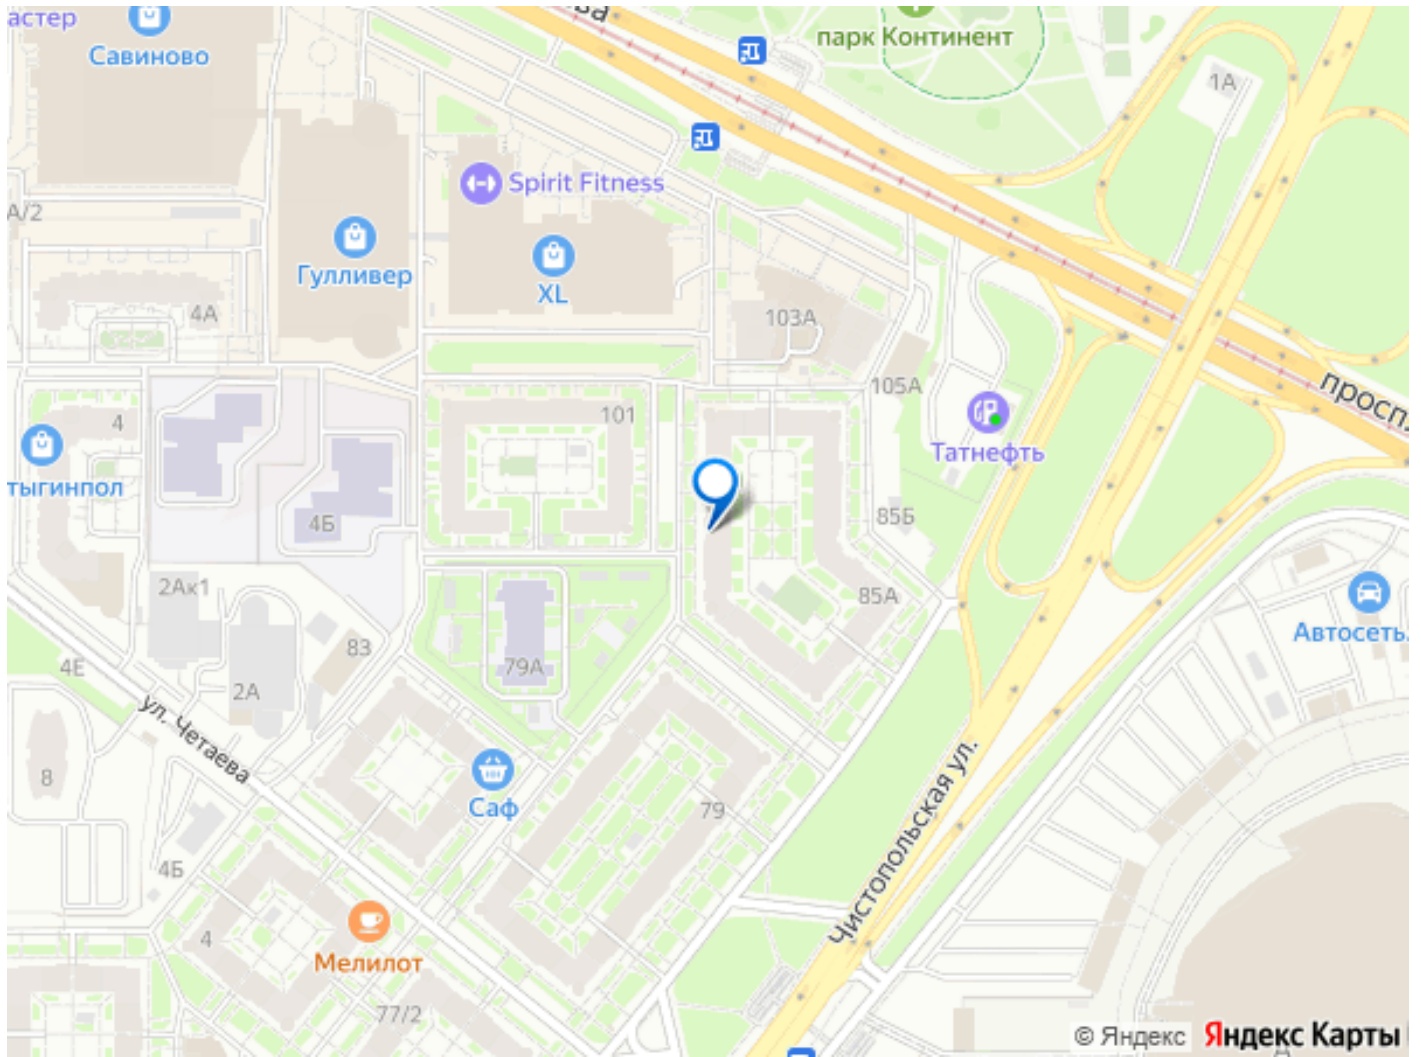 астер
Савиново
ва
парк Континент
1А
Spirit Fitness
А/2
Гулливер
XL
4А
103А
105А
просп.
4
101
Татнефть
тыгинпол
4Б
85Б
2Ак1
85А
Автосеть.
83
79А
4Е
2А
ул. Четаева
8
Саф
79
Чистопольская ул.
4Б
4
Мелилот
77/2
© Яндекс
Яндекс Карты